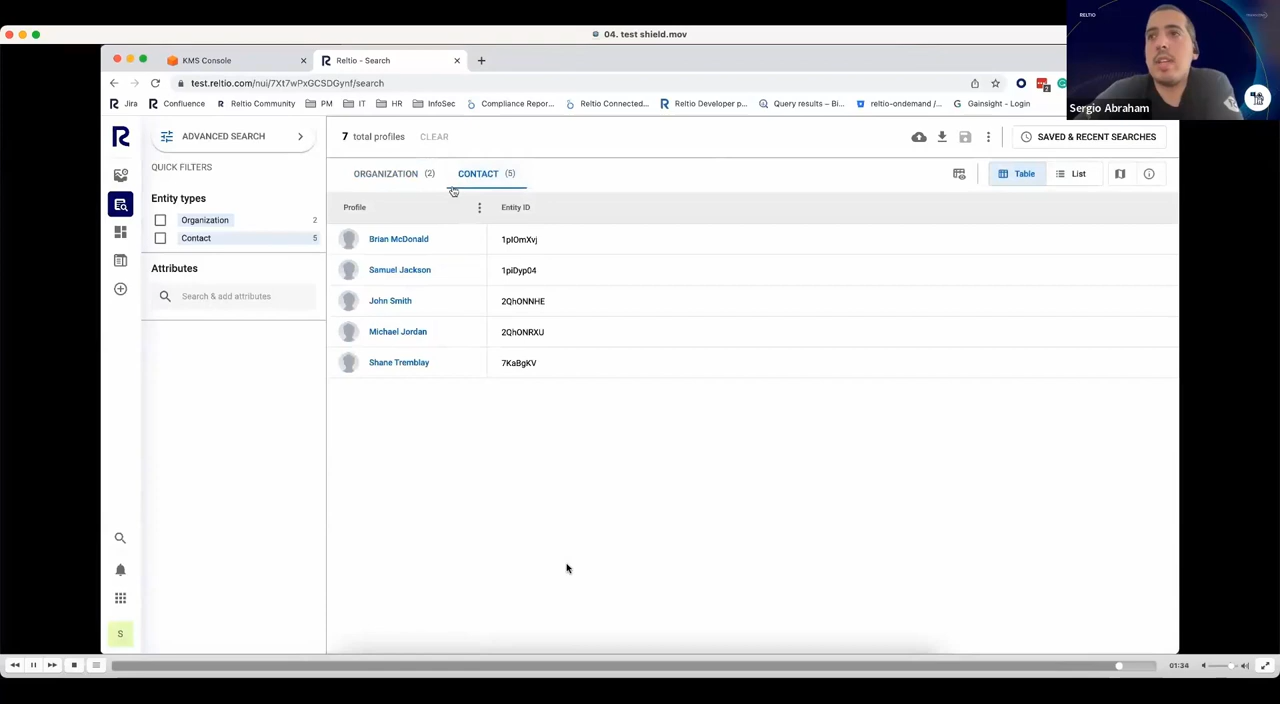 04. test shield.mov
RELTIO
Sergio Abraham
KMS Console
Reltio - Search
test.reltio.com/nui/7Xt7wPxGCSDGynf/search
Jira
Confluence
Reltio Community
PM
IT
HR
InfoSec
Compliance Repor...
Reltio Connected...
Reltio Developer p...
Query results – Bi...
reltio-ondemand /...
Gainsight - Login
ADVANCED SEARCH
7 total profiles
CLEAR
SAVED & RECENT SEARCHES
QUICK FILTERS
ORGANIZATION (2)
CONTACT (5)
Table
List
Entity types
Organization 2
Contact 5
Attributes
Search & add attributes
Profile
Entity ID
Brian McDonald 1pIOmXvj
Samuel Jackson 1piDyp04
John Smith 2QhONNHE
Michael Jordan 2QhONRXU
Shane Tremblay 7KaBgKV
S
01:34